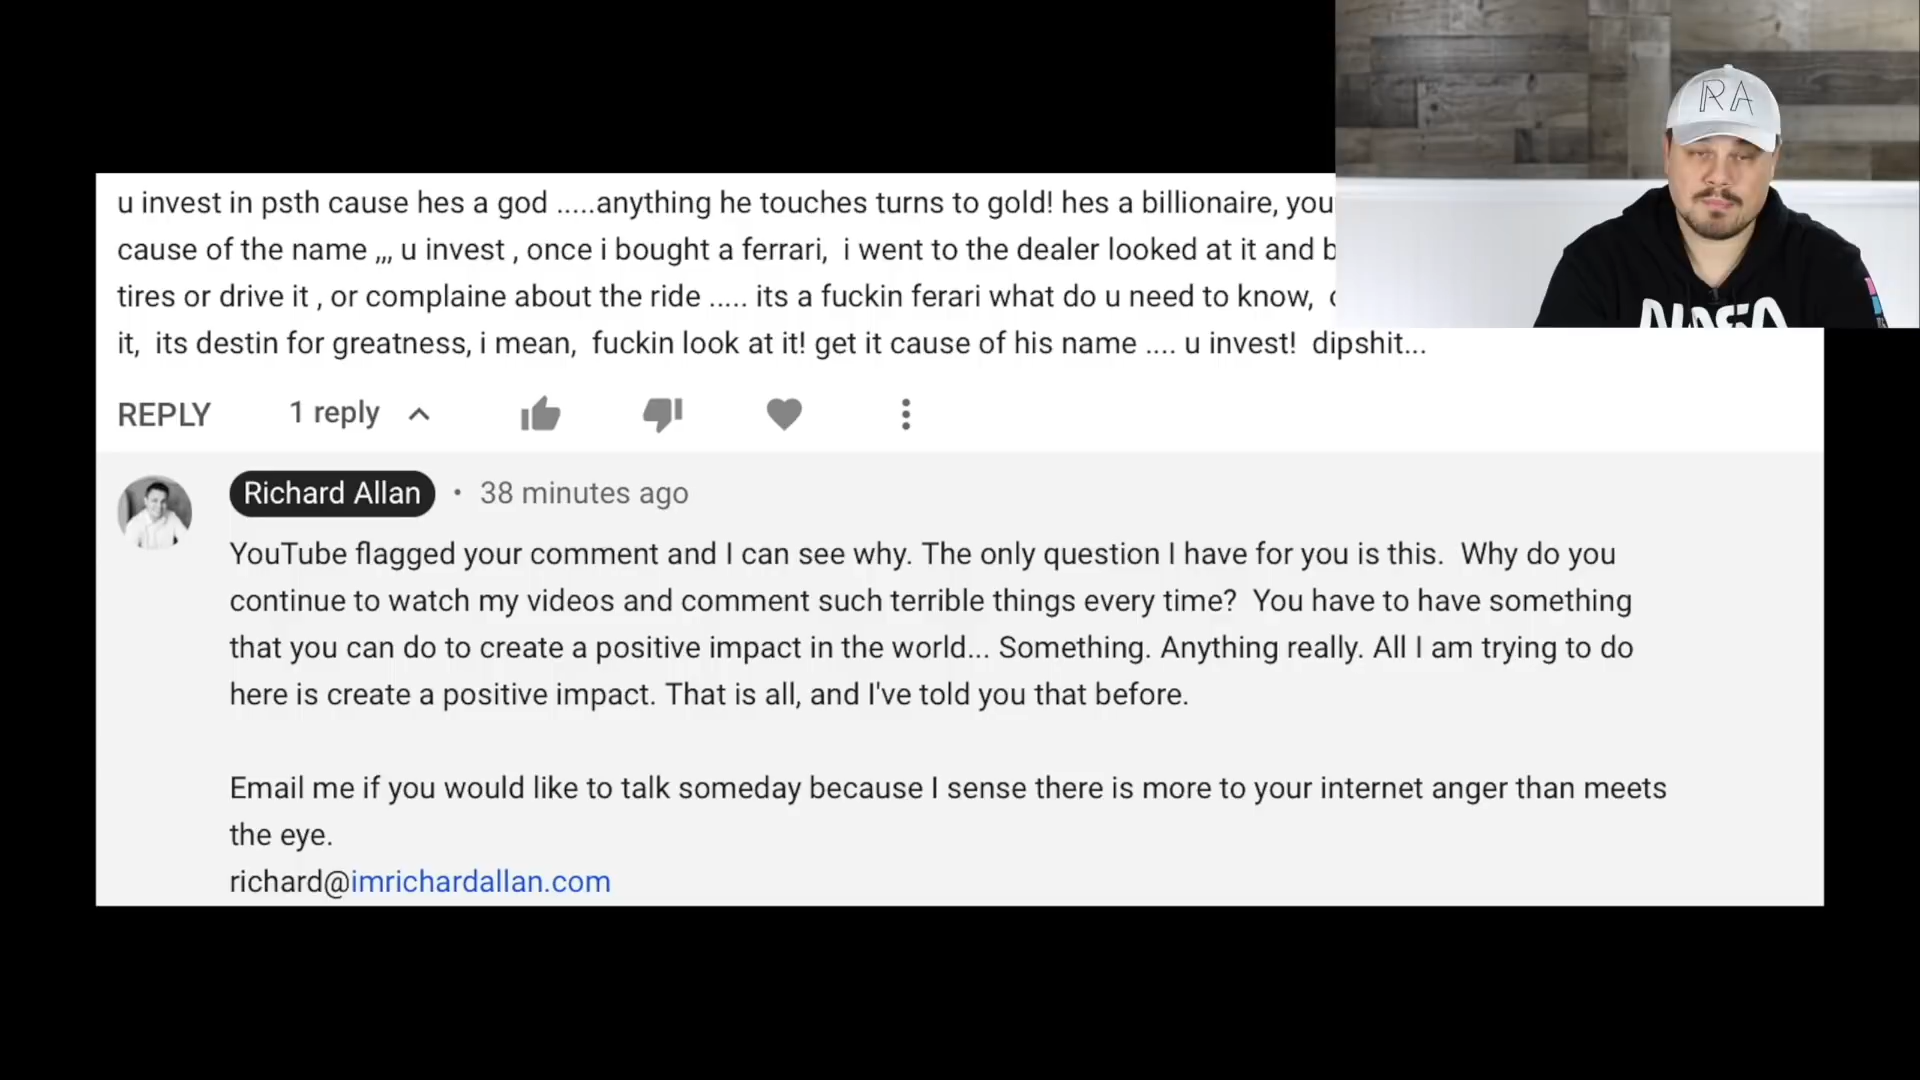 RA
u invest in psth cause hes a god .....anything he touches turns to gold! hes a billionaire, you
cause of the name ,,, u invest , once i bought a ferrari,  i went to the dealer looked at it and b
tires or drive it , or complaine about the ride ..... its a fuckin ferari what do u need to know,
NASA
it,  its destin for greatness, i mean,  fuckin look at it! get it cause of his name .... u invest!  dipshit...
REPLY 1 reply
Richard Allan • 38 minutes ago
YouTube flagged your comment and I can see why. The only question I have for you is this.  Why do you
continue to watch my videos and comment such terrible things every time?  You have to have something
that you can do to create a positive impact in the world... Something. Anything really. All I am trying to do
here is create a positive impact. That is all, and I've told you that before.
Email me if you would like to talk someday because I sense there is more to your internet anger than meets
the eye.
richard@imrichardallan.com